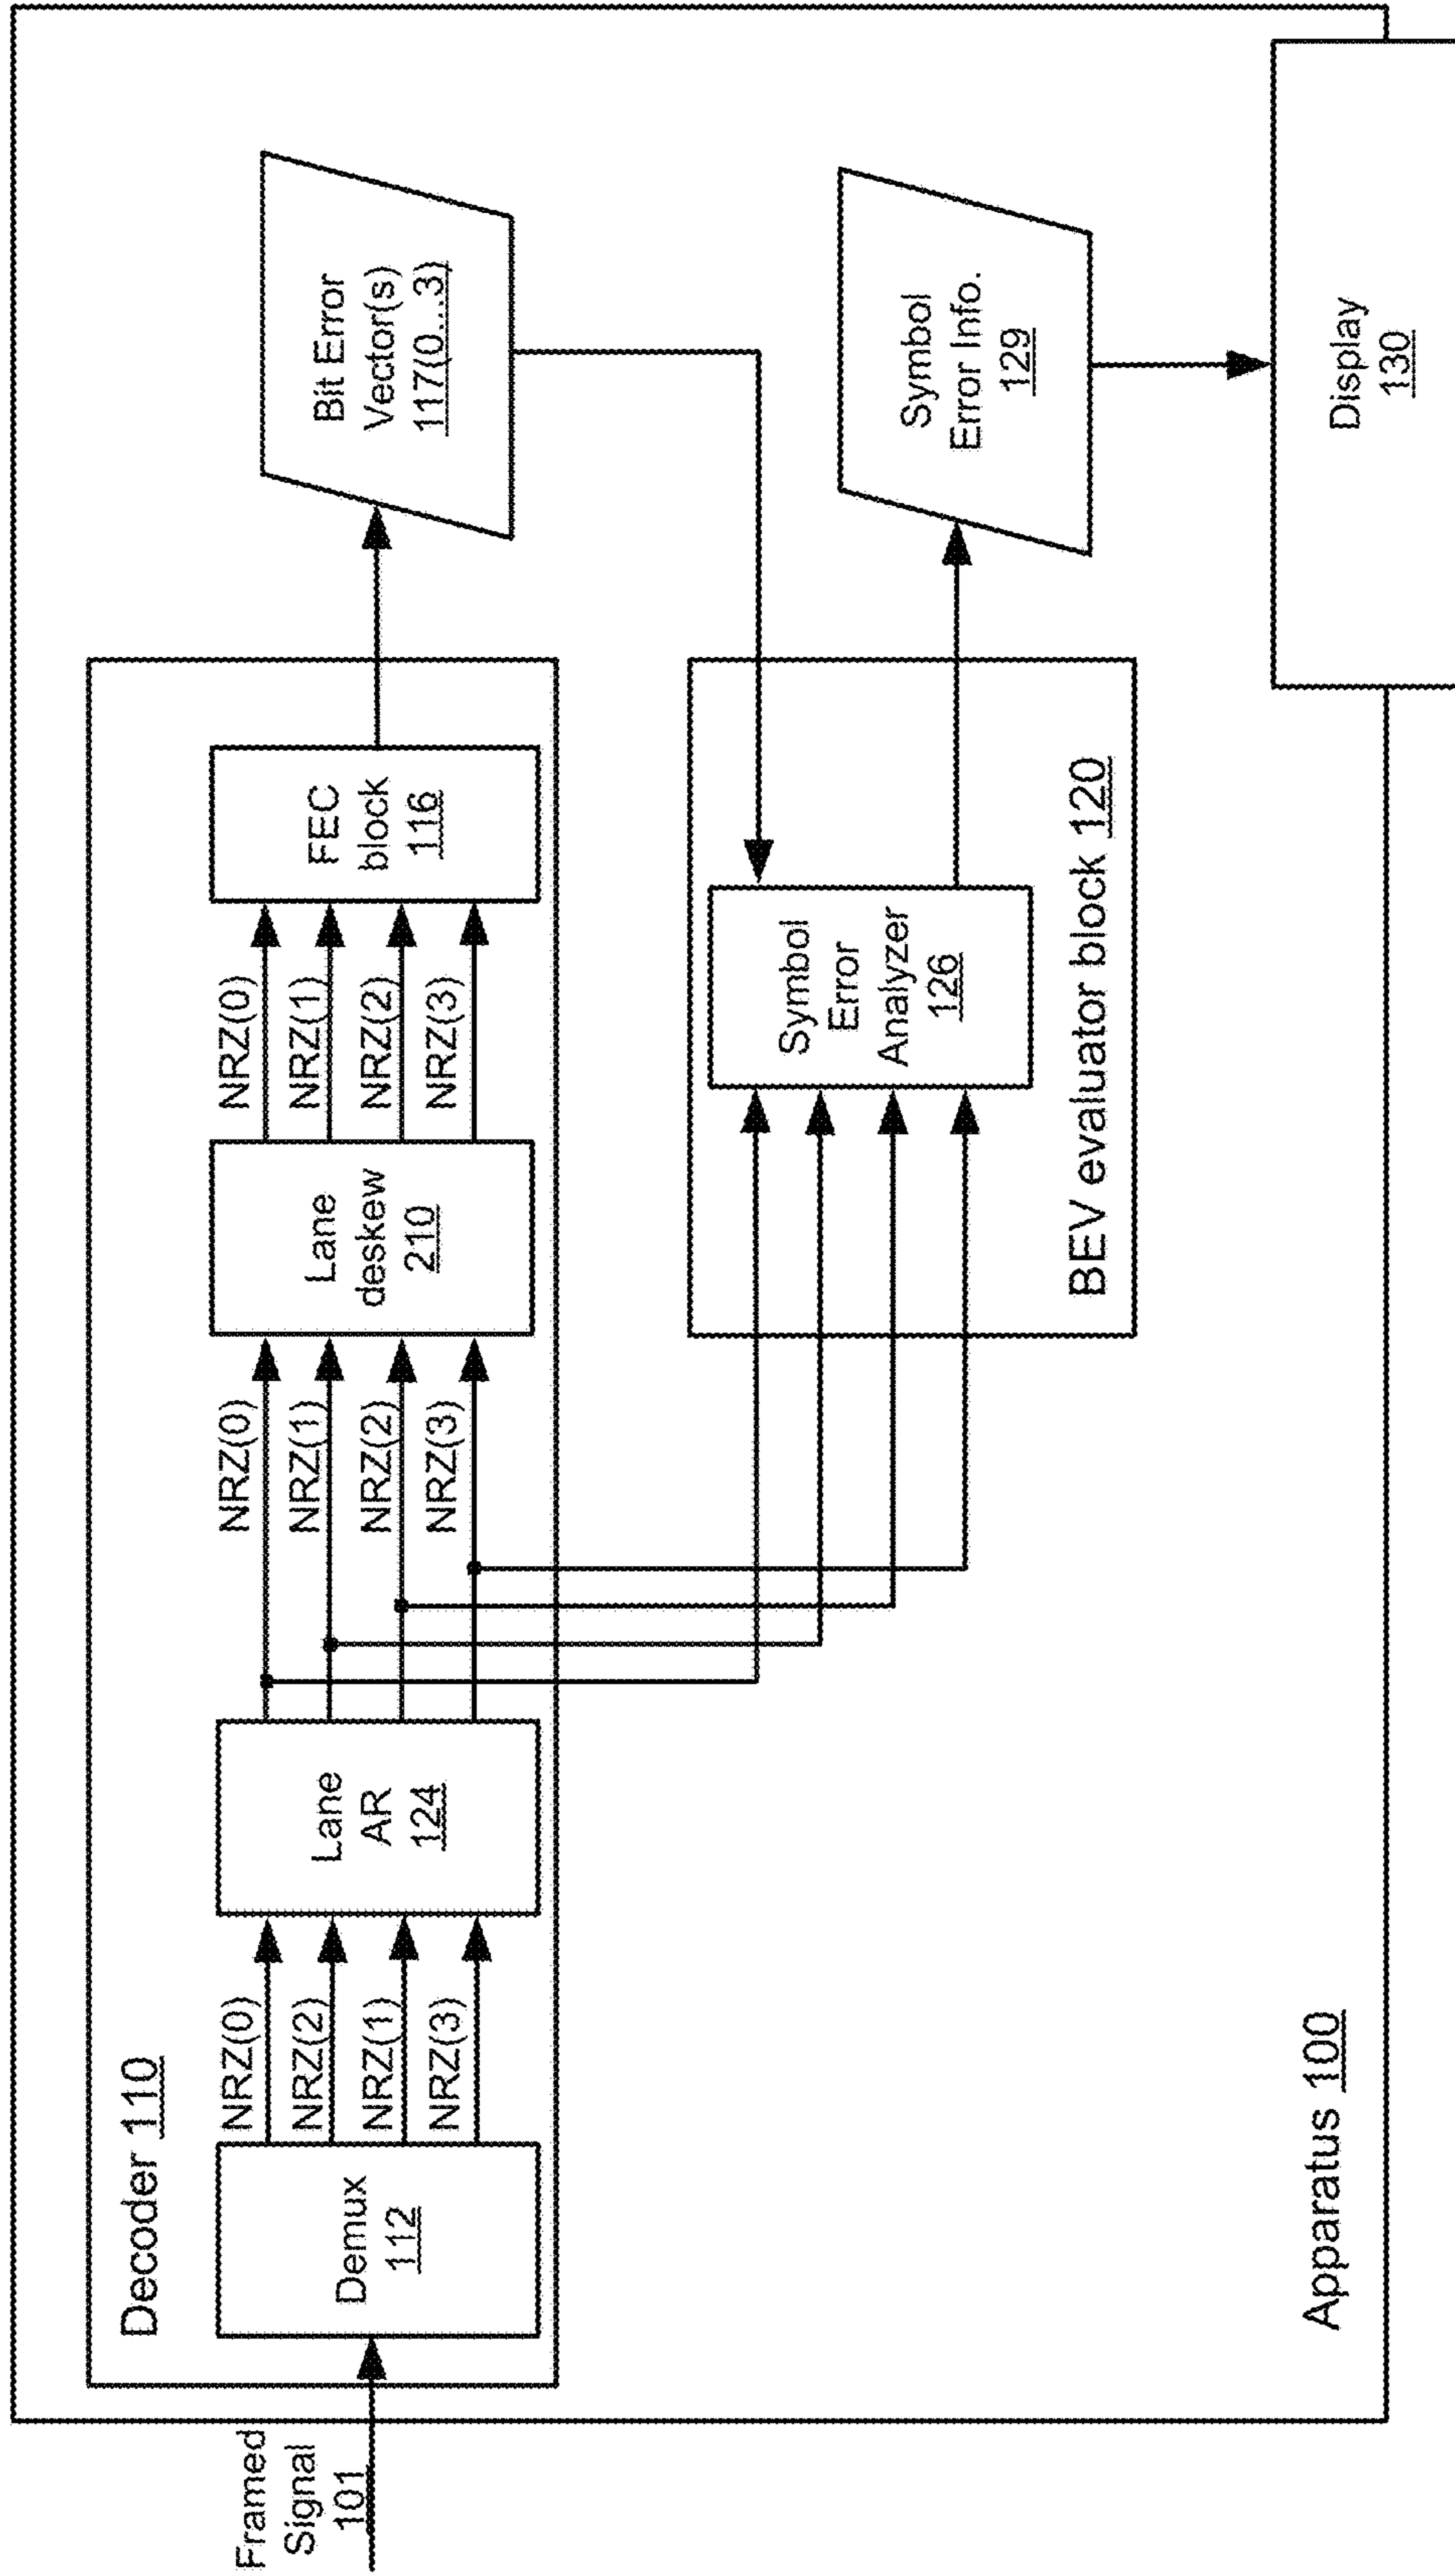 Framed
Signal
101
Decoder 110
Demux
112
NRZ(0)
NRZ(2)
NRZ(1)
NRZ(3)
Lane
AR
124
NRZ(0)
NRZ(1)
NRZ(2)
NRZ(3)
Lane
deskew
210
NRZ(0)
NRZ(1)
NRZ(2)
NRZ(3)
FEC
block
116
Bit Error
Vector(s)
117(0...3)
Symbol
Error
Analyzer
126
BEV evaluator block 120
Symbol
Error Info.
129
Apparatus 100
Display
130